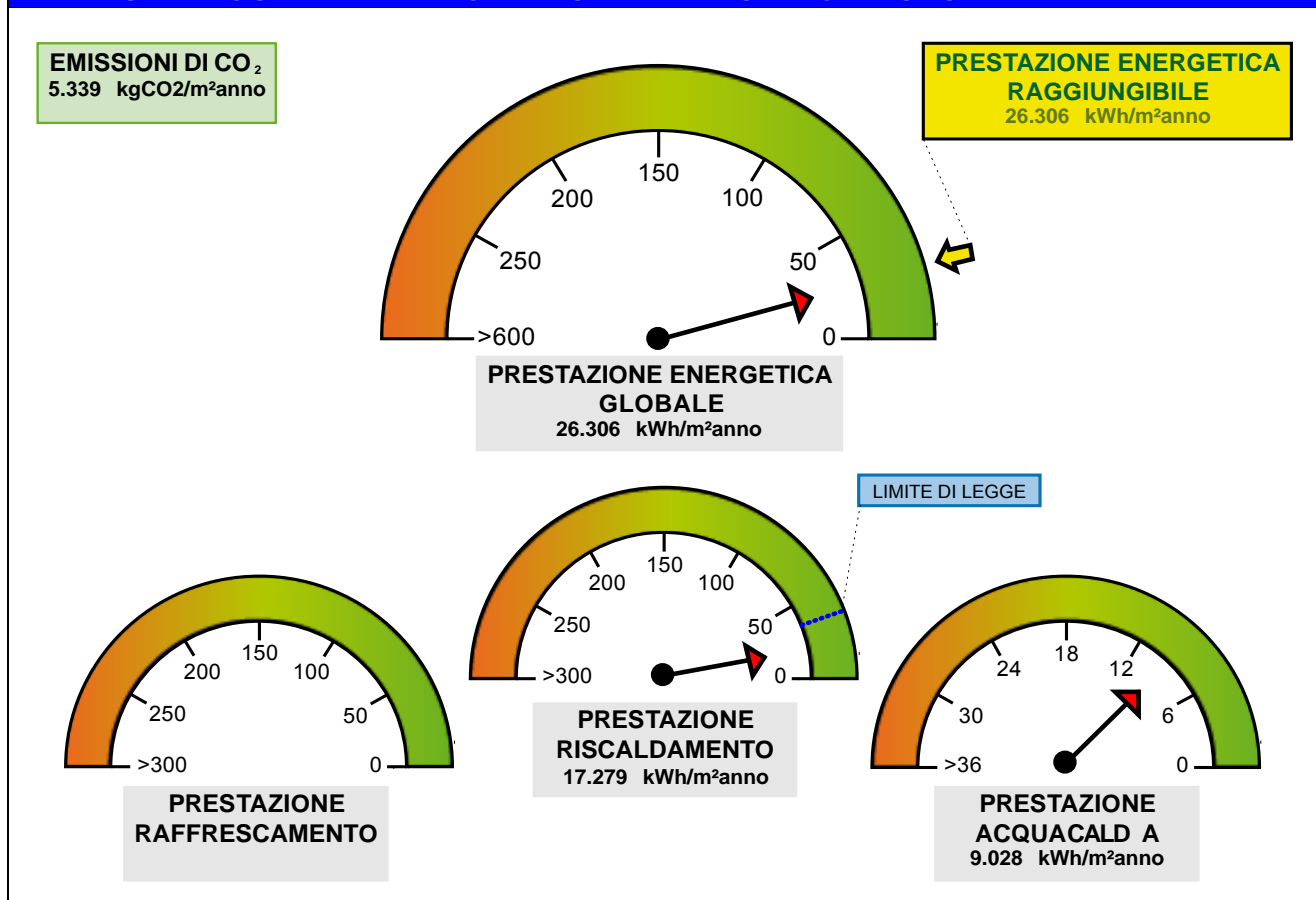 EMISSIONI DI CO₂
5.339 kgCO2/m²anno
PRESTAZIONE ENERGETICA
RAGGIUNGIBILE
26.306 kWh/m²anno
150
200
100
250
50
>600
0
PRESTAZIONE ENERGETICA
GLOBALE
26.306 kWh/m²anno
LIMITE DI LEGGE
150
200
100
250
50
>300
0
PRESTAZIONE
RAFFRESCAMENTO
150
200
100
250
50
>300
0
PRESTAZIONE
RISCALDAMENTO
17.279 kWh/m²anno
18
24
12
30
6
>36
0
PRESTAZIONE
ACQUACALD A
9.028 kWh/m²anno